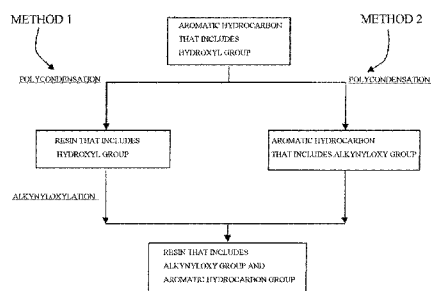 METHOD 1
METHOD 2
AROMATIC HYDROCARBON
THAT INCLUDES
HYDROXYL GROUP
POLYCONDENSATION
POLYCONDENSATION
RESIN THAT INCLUDES
HYDROXYL GROUP
AROMATIC HYDROCARBON
THAT INCLUDES ALKYNYLOXY GROUP
ALKYNYLOXYLATION
RESIN THAT INCLUDES
ALKYNYLOXY GROUP AND
AROMATIC HYDROCARBON GROUP